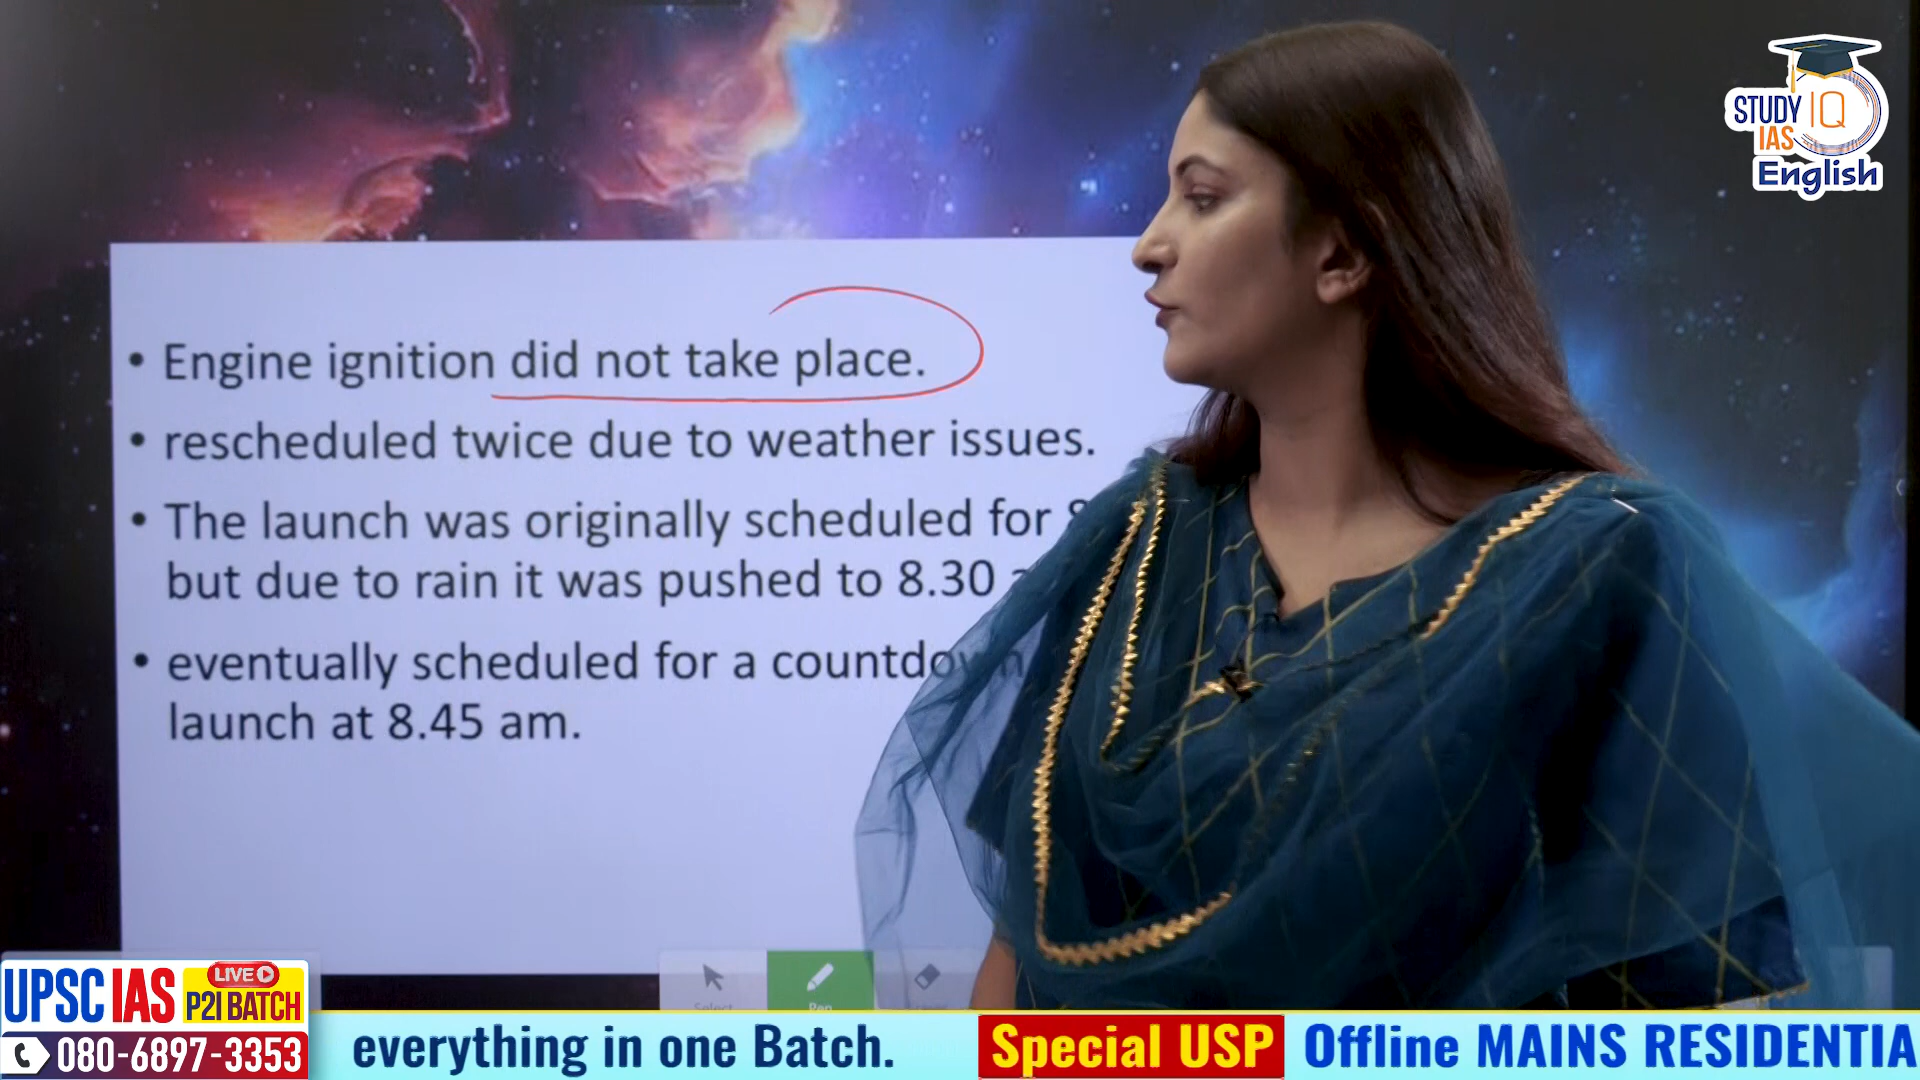 STUDY IQ
IAS
English
• Engine ignition did not take place.
• rescheduled twice due to weather issues.
• The launch was originally scheduled for
but due to rain it was pushed to 8.30
• eventually scheduled for a countdown
launch at 8.45 am.
Select
Pen
UPSC IAS
LIVE
P2I BATCH
080-6897-3353
everything in one Batch.
Special USP
Offline MAINS RESIDENTIA